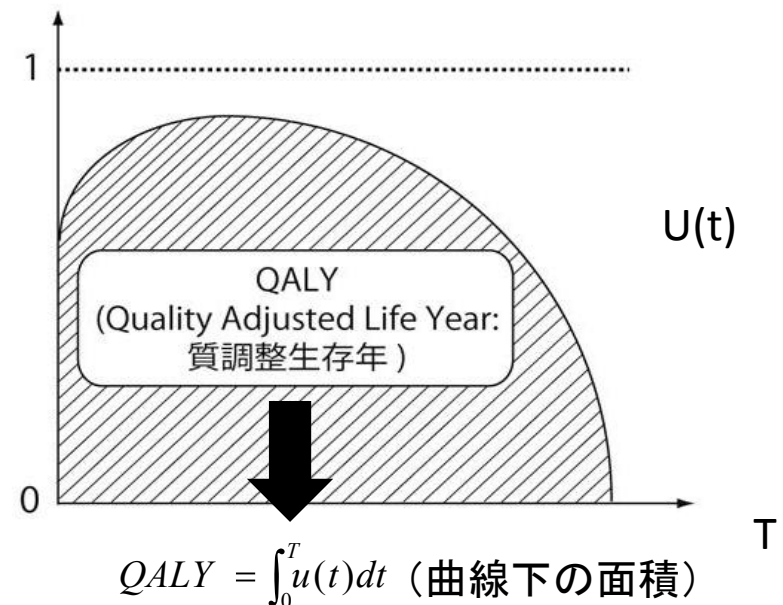 1
U(t)
QALY
(Quality Adjusted Life Year:
質調整生存年 )
0
T
QALY = ∫₀ᵀ u(t)dt (曲線下の面積)